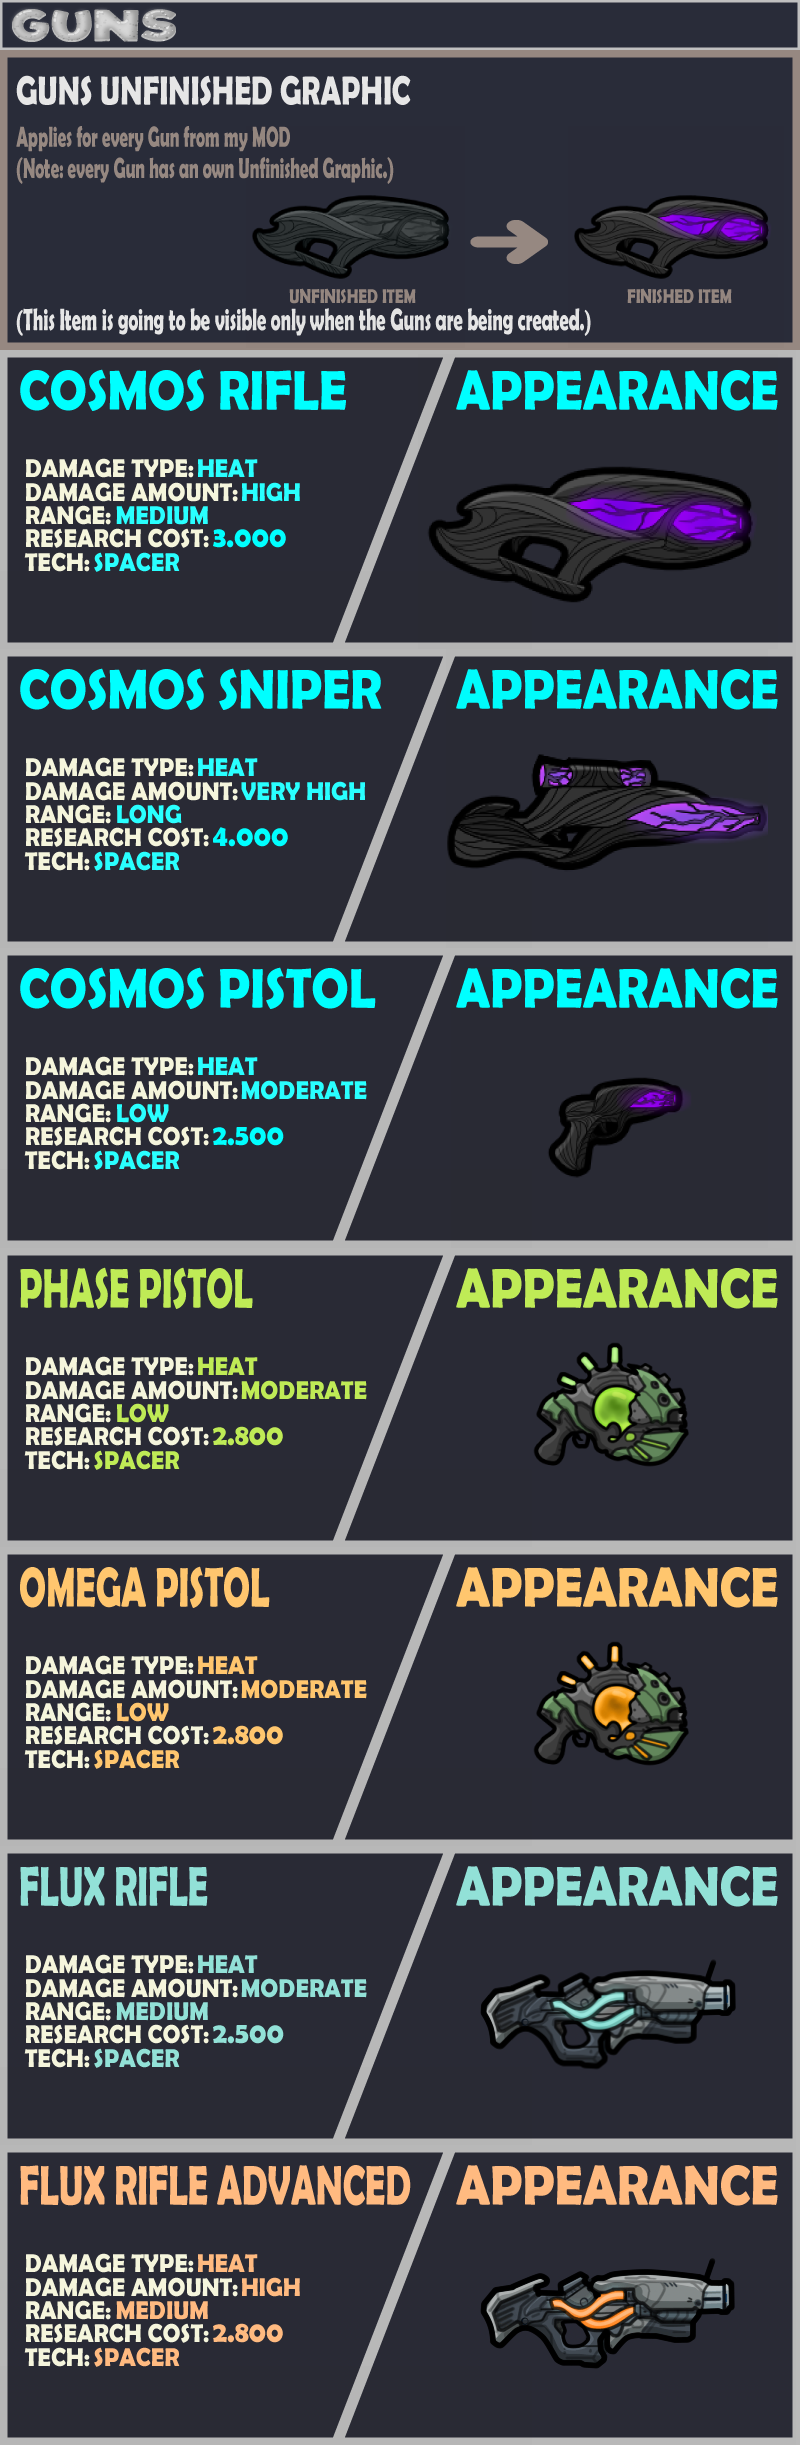 GUNS
GUNS UNFINISHED GRAPHIC
Applies for every Gun from my MOD
(Note: every Gun has an own Unfinished Graphic.)
UNFINISHED ITEM
FINISHED ITEM
(This Item is going to be visible only when the Guns are being created.)
COSMOS RIFLE
APPEARANCE
DAMAGE TYPE: HEAT
DAMAGE AMOUNT: HIGH
RANGE: MEDIUM
RESEARCH COST: 3.000
TECH: SPACER
COSMOS SNIPER
APPEARANCE
DAMAGE TYPE: HEAT
DAMAGE AMOUNT: VERY HIGH
RANGE: LONG
RESEARCH COST: 4.000
TECH: SPACER
COSMOS PISTOL
APPEARANCE
DAMAGE TYPE: HEAT
DAMAGE AMOUNT: MODERATE
RANGE: LOW
RESEARCH COST: 2.500
TECH: SPACER
PHASE PISTOL
APPEARANCE
DAMAGE TYPE: HEAT
DAMAGE AMOUNT: MODERATE
RANGE: LOW
RESEARCH COST: 2.800
TECH: SPACER
OMEGA PISTOL
APPEARANCE
DAMAGE TYPE: HEAT
DAMAGE AMOUNT: MODERATE
RANGE: LOW
RESEARCH COST: 2.800
TECH: SPACER
FLUX RIFLE
APPEARANCE
DAMAGE TYPE: HEAT
DAMAGE AMOUNT: MODERATE
RANGE: MEDIUM
RESEARCH COST: 2.500
TECH: SPACER
FLUX RIFLE ADVANCED
APPEARANCE
DAMAGE TYPE: HEAT
DAMAGE AMOUNT: HIGH
RANGE: MEDIUM
RESEARCH COST: 2.800
TECH: SPACER